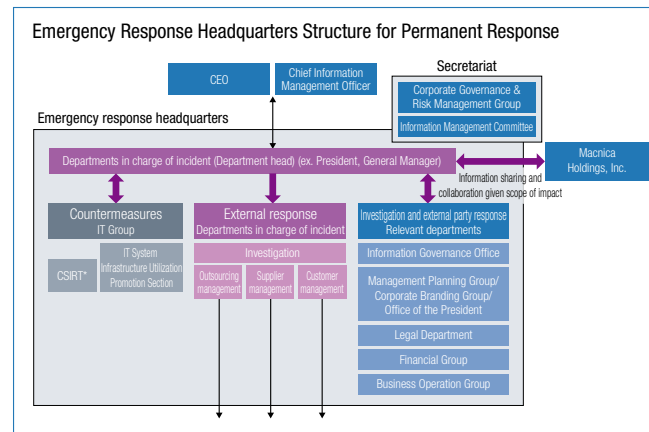 Emergency Response Headquarters Structure for Permanent Response
CEO
Chief Information
Management Officer
Secretariat
Corporate Governance &
Risk Management Group
Information Management Committee
Emergency response headquarters
Departments in charge of incident (Department head) (ex. President, General Manager)
Macnica
Holdings, Inc.
Information sharing and
collaboration given scope of impact
Countermeasures
IT Group
External response
Departments in charge of incident
Investigation and external party response
Relevant departments
CSIRT*
IT System
Infrastructure Utilization
Promotion Section
Investigation
Outsourcing
management
Supplier
management
Customer
management
Information Governance Office
Management Planning Group/
Corporate Branding Group/
Office of the President
Legal Department
Financial Group
Business Operation Group